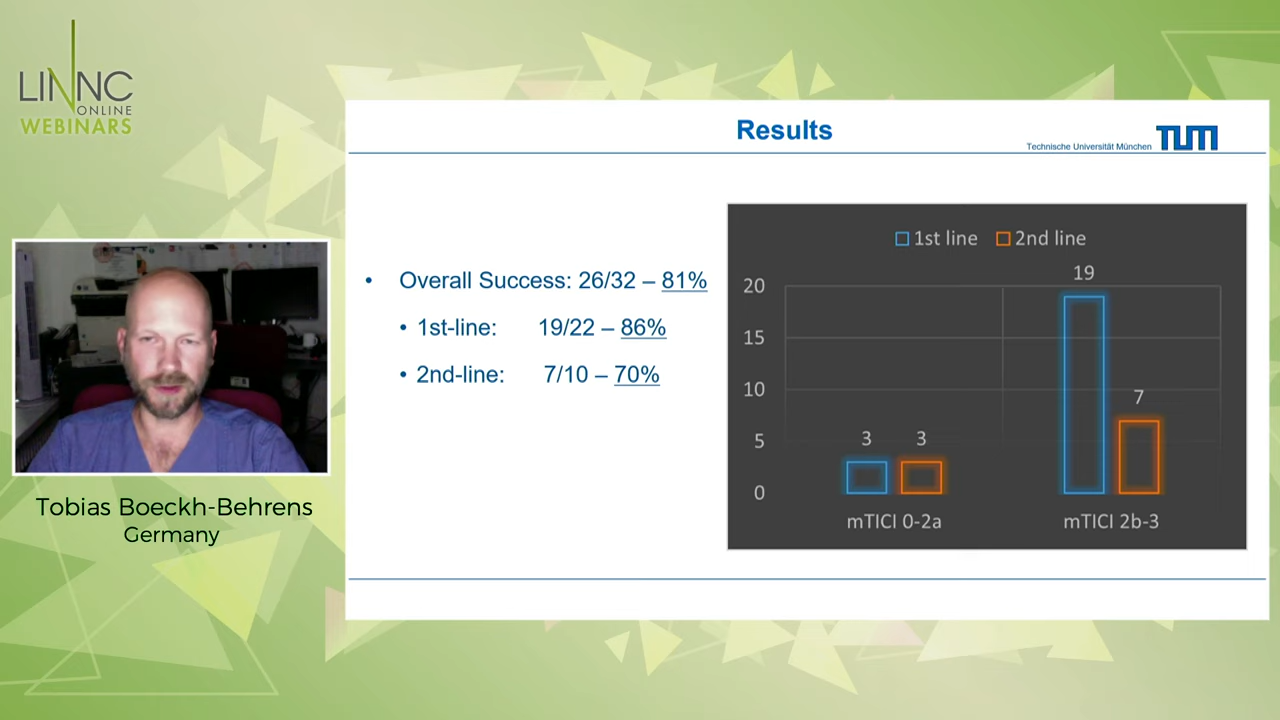 LINNC
ONLINE
WEBINARS
Results
Technische Universität München TUM
• Overall Success: 26/32 – 81%
• 1st-line: 19/22 – 86%
• 2nd-line: 7/10 – 70%
1st line 2nd line
20
15
10
5
0
3
3
19
7
mTICI 0-2a
mTICI 2b-3
Tobias Boeckh-Behrens
Germany